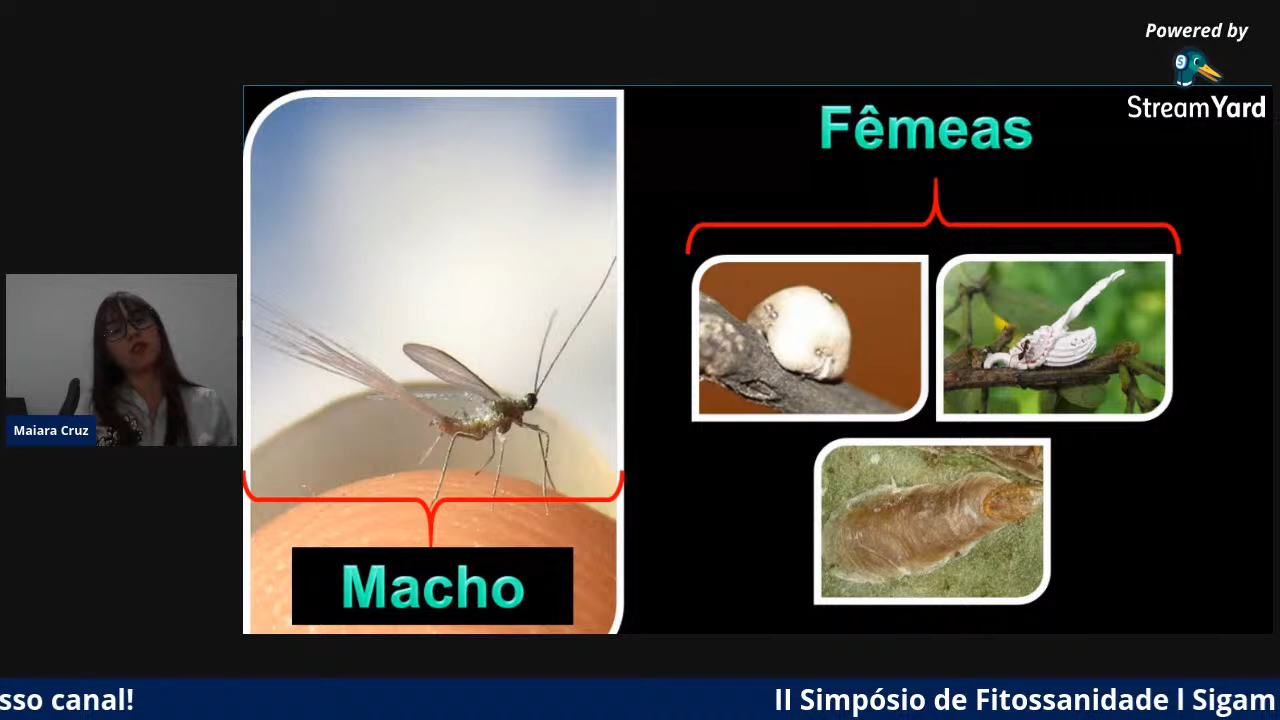 Powered by
StreamYard
Fêmeas
Maiara Cruz
Macho
sso canal!
II Simpósio de Fitossanidade l Sigam